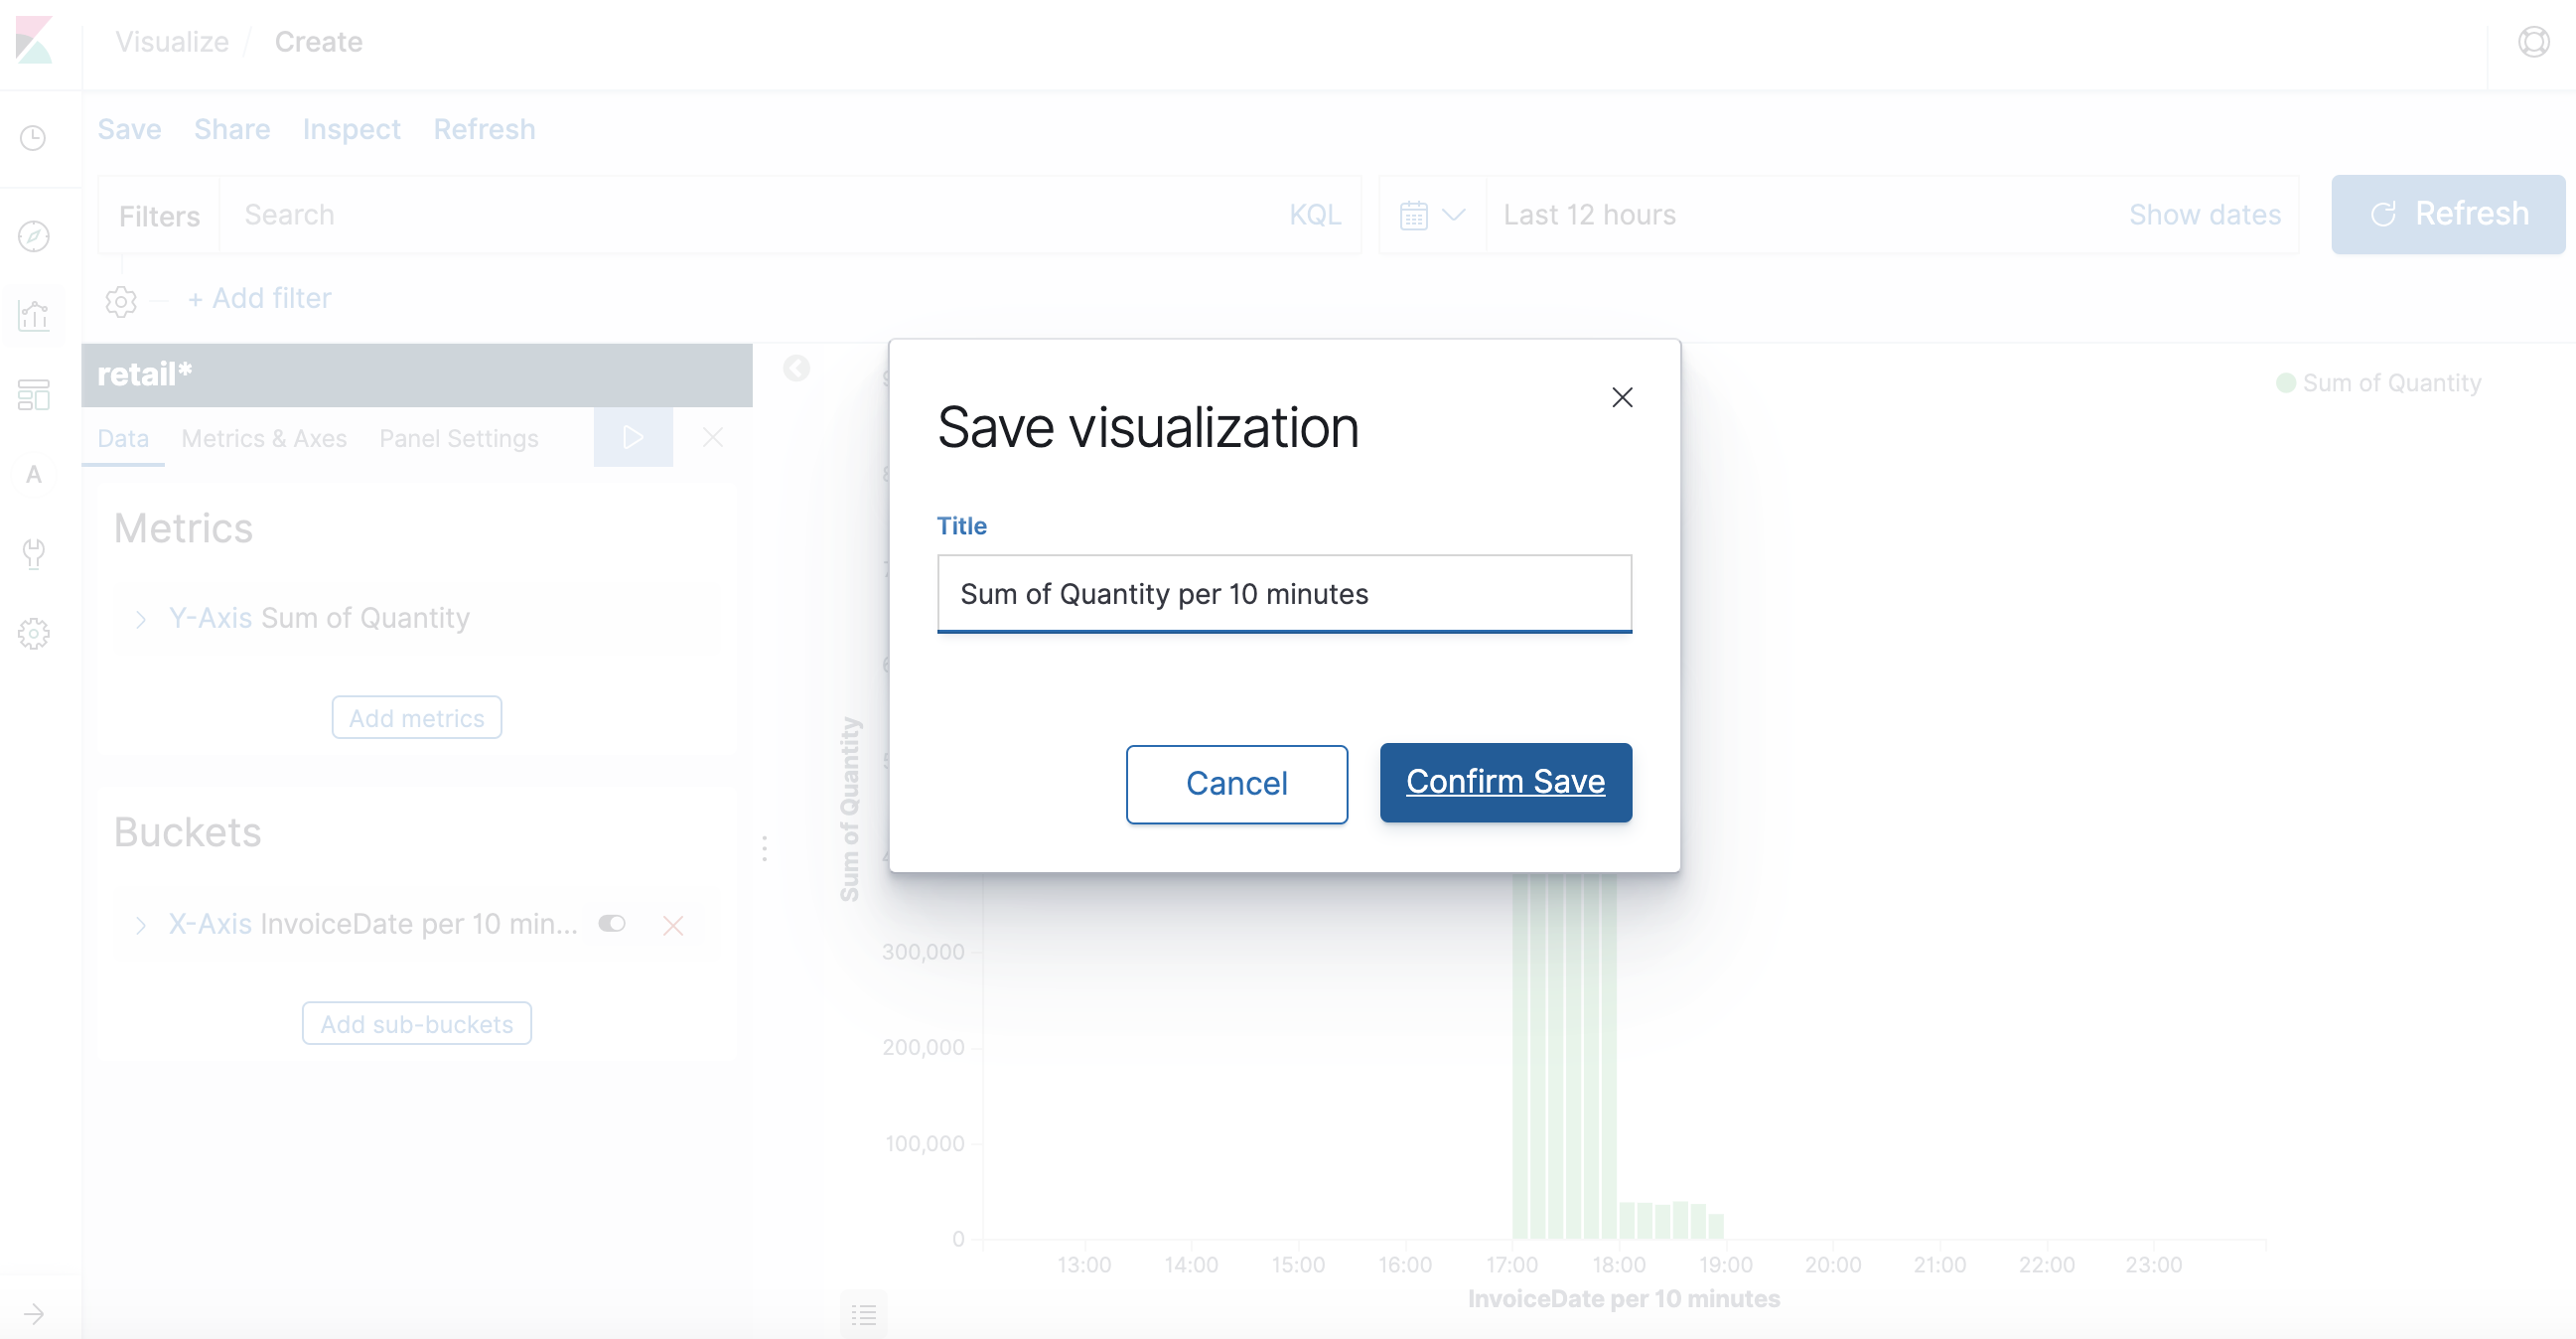 Visualize / Create
Save Share Inspect Refresh
Filters Search KQL Last 12 hours Show dates Refresh
+ Add filter
retail*
Data Metrics & Axes Panel Settings
A
Metrics
Y-Axis Sum of Quantity
Add metrics
Buckets
X-Axis InvoiceDate per 10 min...
Add sub-buckets
Save visualization
Title
Sum of Quantity per 10 minutes
Cancel Confirm Save
Sum of Quantity
Sum of Quantity
300,000
200,000
100,000
0
13:00 14:00 15:00 16:00 17:00 18:00 19:00 20:00 21:00 22:00 23:00
InvoiceDate per 10 minutes